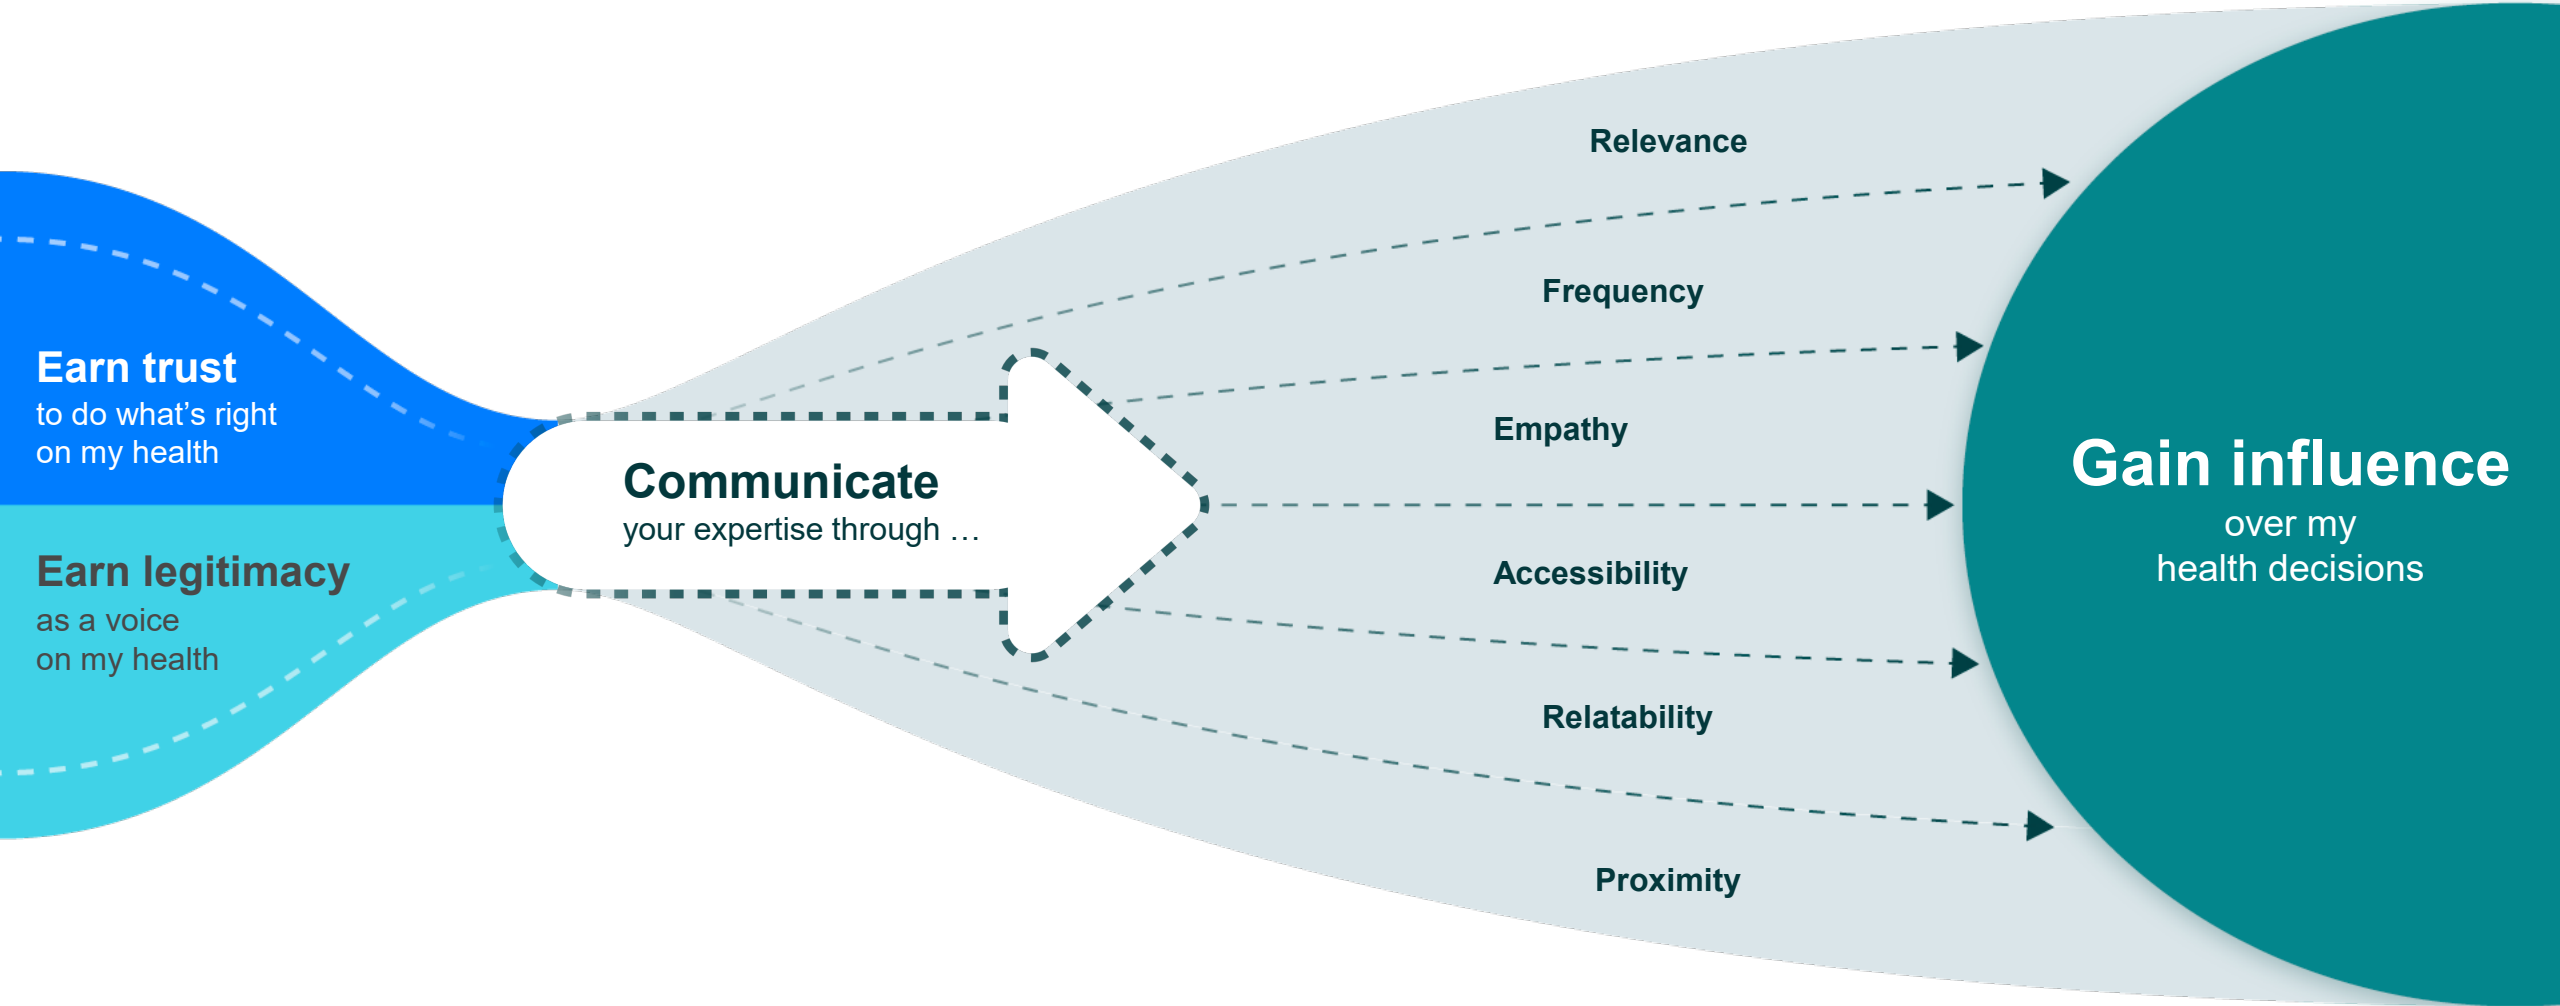 Earn trust
to do what’s right
on my health
Earn legitimacy
as a voice
on my health
Communicate
your expertise through …
Relevance
Frequency
Empathy
Accessibility
Relatability
Proximity
Gain influence
over my
health decisions